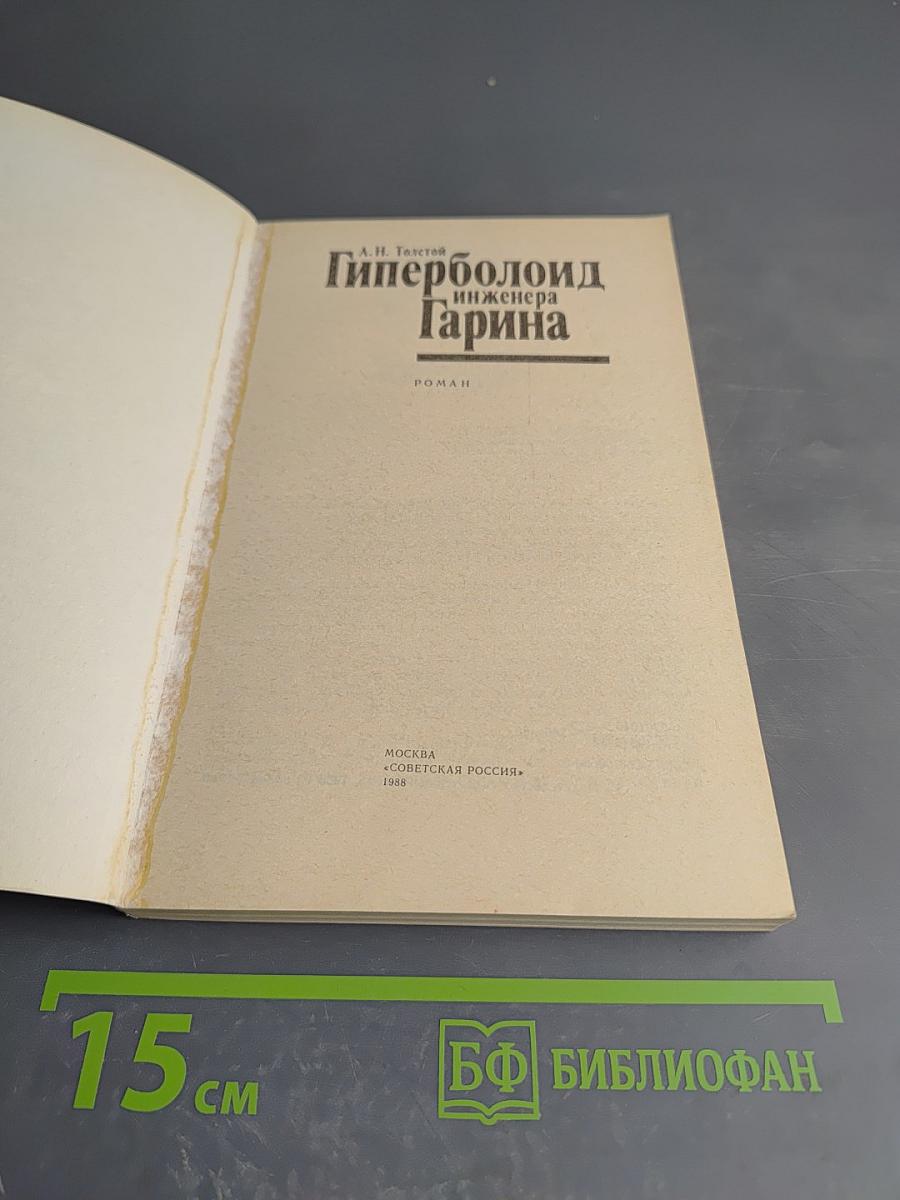 А. Н. Толстой
Гиперболоид
инженера
Гарина
РОМАН
МОСКВА
«СОВЕТСКАЯ РОССИЯ»
1988
15 см
БФ БИБЛИОФАН